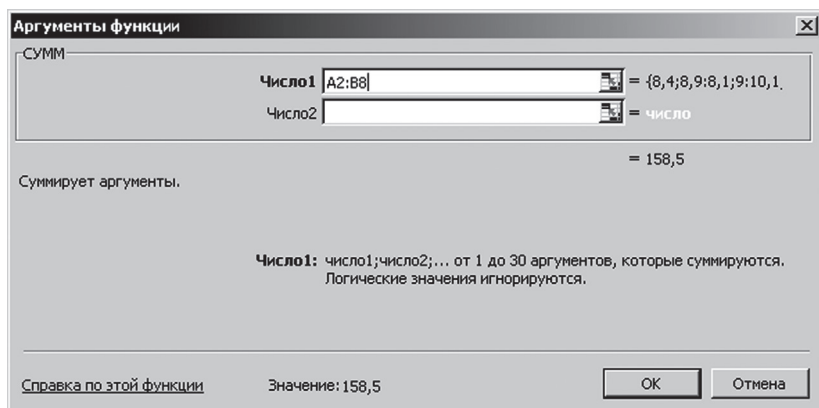 Аргументы функции
СУММ
Число1 A2:B8 = {8,4;8,9:8,1;9:10,1
Число2 = число
= 158,5
Суммирует аргументы.
Число1: число1;число2;... от 1 до 30 аргументов, которые суммируются.
Логические значения игнорируются.
Справка по этой функции Значение: 158,5 ОК Отмена